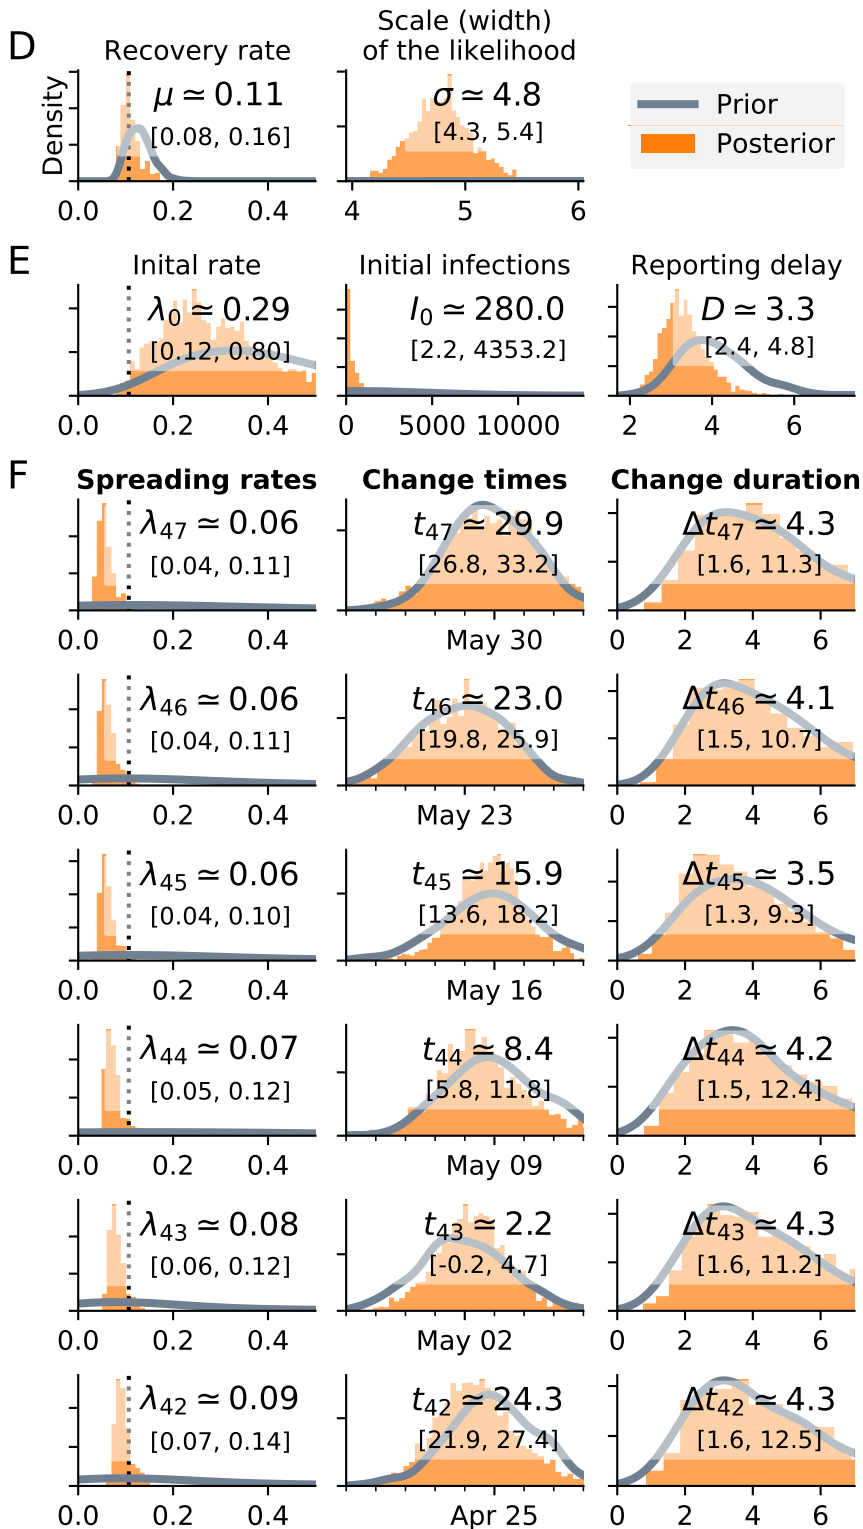 D
Recovery rate
Scale (width)
of the likelihood
Density
μ ≃ 0.11
[0.08, 0.16]
σ ≃ 4.8
[4.3, 5.4]
Prior
Posterior
0.0 0.2 0.4
4 5 6
E
Inital rate
Initial infections
Reporting delay
λ₀ ≃ 0.29
[0.12, 0.80]
I₀ ≃ 280.0
[2.2, 4353.2]
D ≃ 3.3
[2.4, 4.8]
0.0 0.2 0.4
0 5000 10000
2 4 6
F
Spreading rates
Change times
Change duration
λ₄₇ ≃ 0.06
[0.04, 0.11]
t₄₇ ≃ 29.9
[26.8, 33.2]
Δt₄₇ ≃ 4.3
[1.6, 11.3]
0.0 0.2 0.4
May 30
0 2 4 6
λ₄₆ ≃ 0.06
[0.04, 0.11]
t₄₆ ≃ 23.0
[19.8, 25.9]
Δt₄₆ ≃ 4.1
[1.5, 10.7]
0.0 0.2 0.4
May 23
0 2 4 6
λ₄₅ ≃ 0.06
[0.04, 0.10]
t₄₅ ≃ 15.9
[13.6, 18.2]
Δt₄₅ ≃ 3.5
[1.3, 9.3]
0.0 0.2 0.4
May 16
0 2 4 6
λ₄₄ ≃ 0.07
[0.05, 0.12]
t₄₄ ≃ 8.4
[5.8, 11.8]
Δt₄₄ ≃ 4.2
[1.5, 12.4]
0.0 0.2 0.4
May 09
0 2 4 6
λ₄₃ ≃ 0.08
[0.06, 0.12]
t₄₃ ≃ 2.2
[-0.2, 4.7]
Δt₄₃ ≃ 4.3
[1.6, 11.2]
0.0 0.2 0.4
May 02
0 2 4 6
λ₄₂ ≃ 0.09
[0.07, 0.14]
t₄₂ ≃ 24.3
[21.9, 27.4]
Δt₄₂ ≃ 4.3
[1.6, 12.5]
0.0 0.2 0.4
Apr 25
0 2 4 6